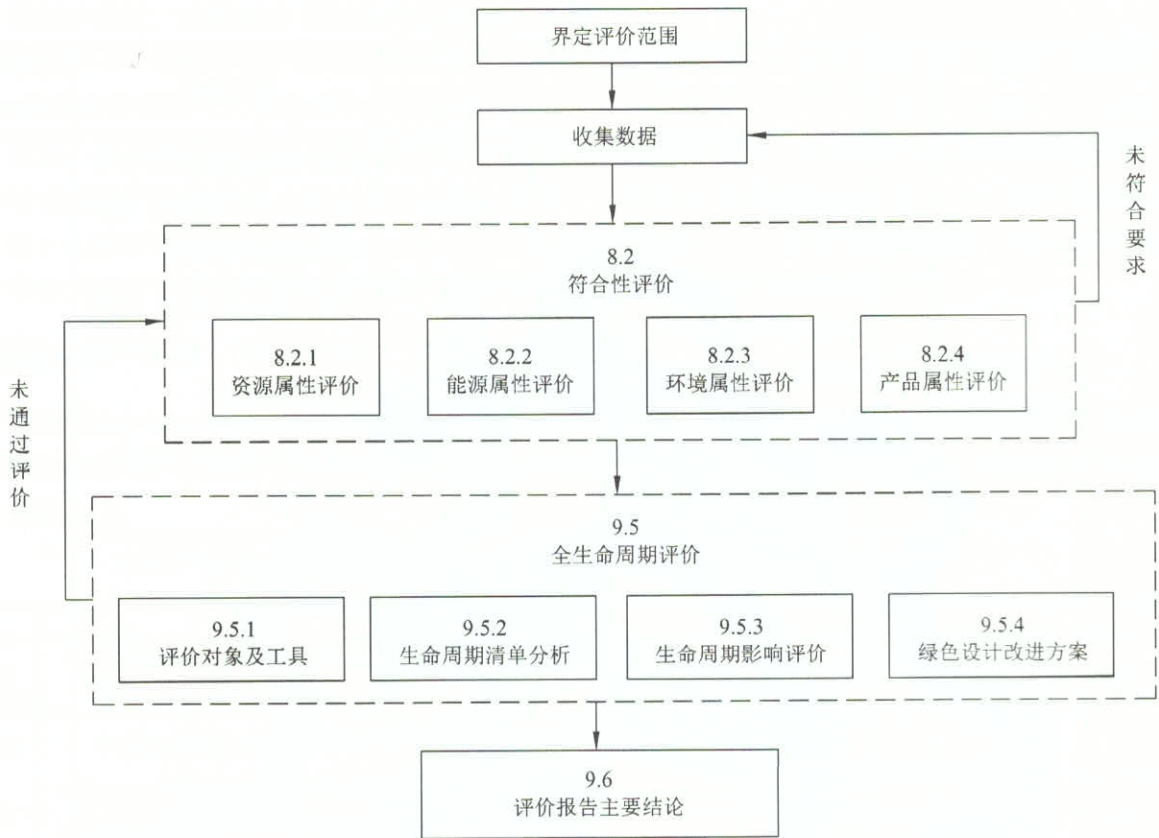 界定评价范围
收集数据
未符合要求
8.2
符合性评价
8.2.1
资源属性评价
8.2.2
能源属性评价
8.2.3
环境属性评价
8.2.4
产品属性评价
未通过评价
9.5
全生命周期评价
9.5.1
评价对象及工具
9.5.2
生命周期清单分析
9.5.3
生命周期影响评价
9.5.4
绿色设计改进方案
9.6
评价报告主要结论